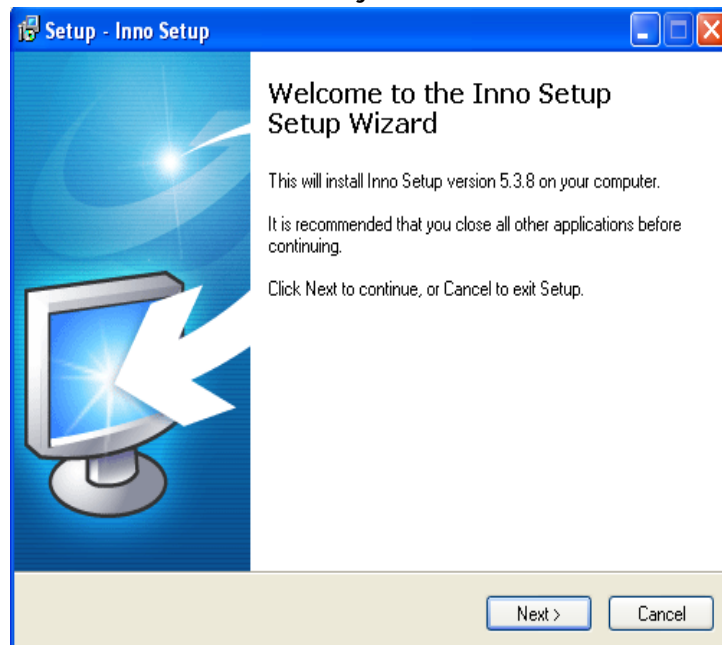 Setup - Inno Setup
Welcome to the Inno Setup
Setup Wizard
This will install Inno Setup version 5.3.8 on your computer.
It is recommended that you close all other applications before
continuing.
Click Next to continue, or Cancel to exit Setup.
Next >
Cancel